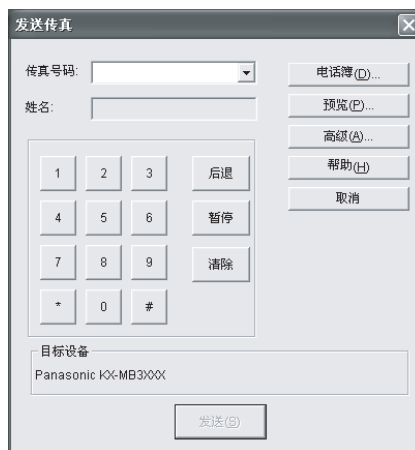 发送传真
传真号码:
姓名:
电话簿(D)...
预览(P)...
高级(A)...
帮助(H)
取消
1 2 3 后退
4 5 6 暂停
7 8 9 清除
* 0 #
目标设备
Panasonic KX-MB3XXX
发送(S)